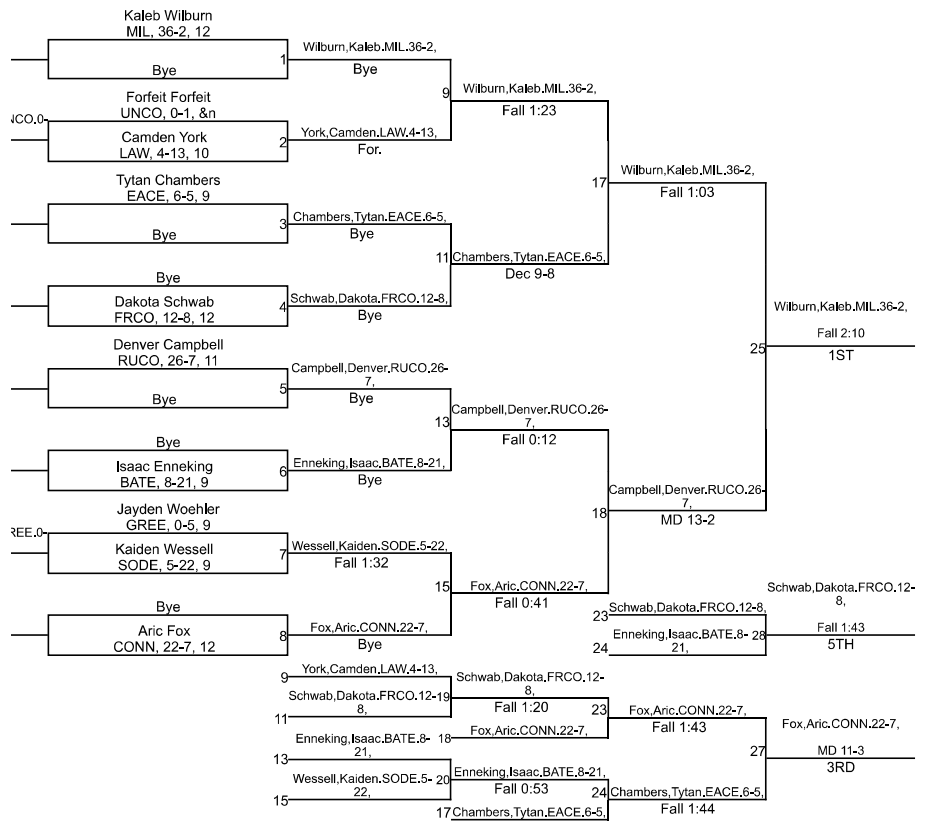 Kaleb Wilburn
MIL, 36-2, 12
1
Bye
Wilburn,Kaleb.MIL.36-2,
Bye
Forfeit Forfeit
UNCO, 0-1, &n
NCO.0-
Camden York
LAW, 4-13, 10
2
York,Camden.LAW.4-13,
For.
9
Wilburn,Kaleb.MIL.36-2,
Fall 1:23
Tytan Chambers
EACE, 6-5, 9
3
Bye
Chambers,Tytan.EACE.6-5,
Bye
Bye
Dakota Schwab
FRCO, 12-8, 12
4
Schwab,Dakota.FRCO.12-8,
Bye
11
Chambers,Tytan.EACE.6-5,
Dec 9-8
17
Wilburn,Kaleb.MIL.36-2,
Fall 1:03
Denver Campbell
RUCO, 26-7, 11
5
Bye
Campbell,Denver.RUCO.26-
7,
Bye
Bye
Isaac Enneking
BATE, 8-21, 9
6
Enneking,Isaac.BATE.8-21,
Bye
13
Campbell,Denver.RUCO.26-
7,
Fall 0:12
Jayden Woehler
GREE, 0-5, 9
REE.0-
Kaiden Wessell
SODE, 5-22, 9
7
Wessell,Kaiden.SODE.5-22,
Fall 1:32
Bye
Aric Fox
CONN, 22-7, 12
8
Fox,Aric.CONN.22-7,
Bye
15
Fox,Aric.CONN.22-7,
Fall 0:41
18
Campbell,Denver.RUCO.26-
7,
MD 13-2
25
Wilburn,Kaleb.MIL.36-2,
Fall 2:10
1ST
23
Schwab,Dakota.FRCO.12-8,
24
Enneking,Isaac.BATE.8-
21,
28
Schwab,Dakota.FRCO.12-
8,
Fall 1:43
5TH
9
York,Camden.LAW.4-13,
11
Schwab,Dakota.FRCO.12-
8,
19
Schwab,Dakota.FRCO.12-
8,
Fall 1:20
18
Fox,Aric.CONN.22-7,
23
Fox,Aric.CONN.22-7,
Fall 1:43
13
Enneking,Isaac.BATE.8-
21,
15
Wessell,Kaiden.SODE.5-
22,
20
Enneking,Isaac.BATE.8-21,
Fall 0:53
17
Chambers,Tytan.EACE.6-5,
24
Chambers,Tytan.EACE.6-5,
Fall 1:44
27
Fox,Aric.CONN.22-7,
MD 11-3
3RD